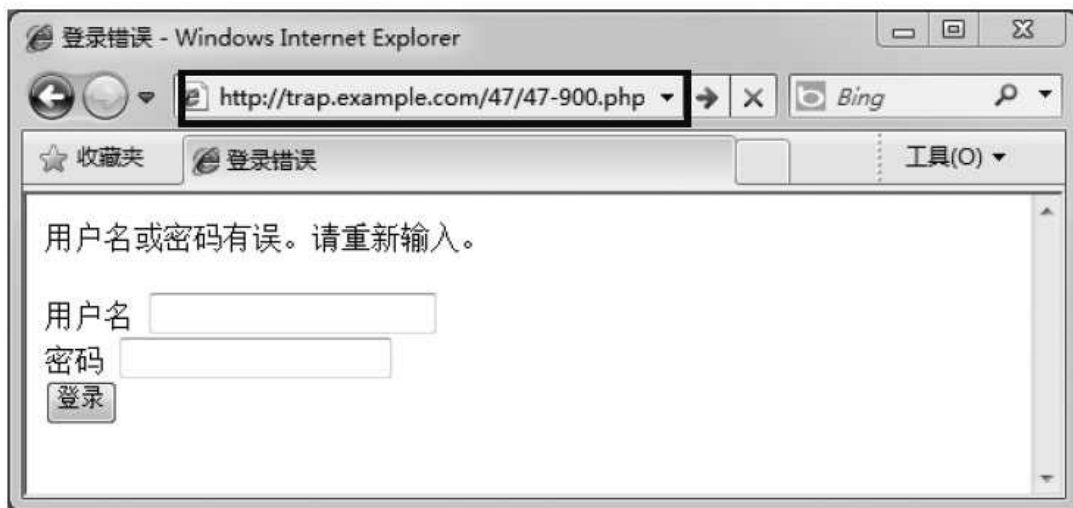 登录错误 - Windows Internet Explorer
http://trap.example.com/47/47-900.php
Bing
收藏夹
登录错误
工具(O)
用户名或密码有误。请重新输入。
用户名
密码
登录